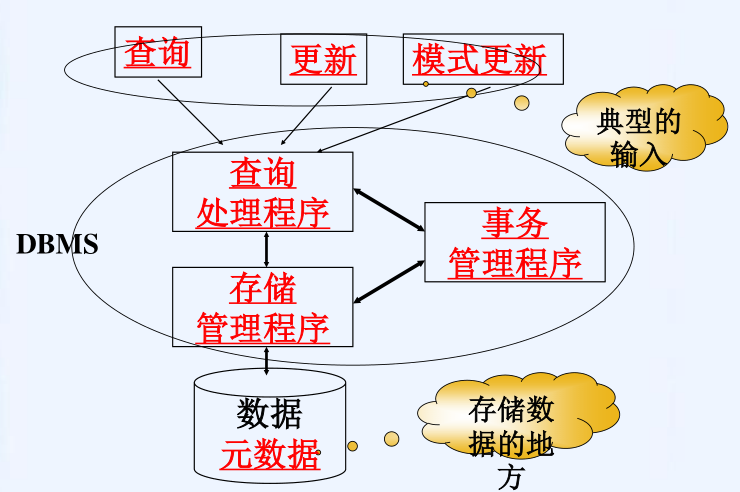 查询
更新
模式更新
典型的
输入
查询
处理程序
DBMS
事务
管理程序
存储
管理程序
数据
元数据
存储数
据的地
方